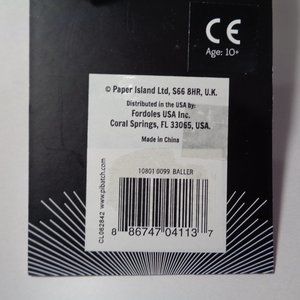 CE
Age: 10+
© Paper Island Ltd, S66 8HR, U.K.
Distributed in the USA by:
Fordoles USA Inc.
Coral Springs, FL 33065, USA.
Made in China
10801 0099 BALLER
8 86747 04113 7
CL082842 www.pibatch.com